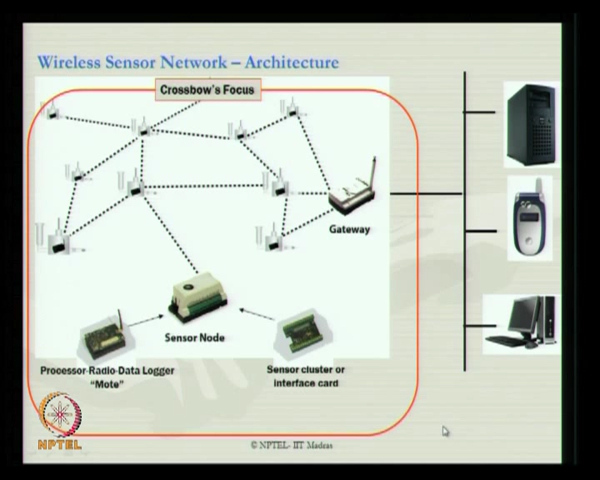 Wireless Sensor Network – Architecture
Crossbow's Focus
Gateway
Sensor Node
Processor-Radio-Data Logger
"Mote"
Sensor cluster or
interface card
NPTEL
© NPTEL- IIT Madras